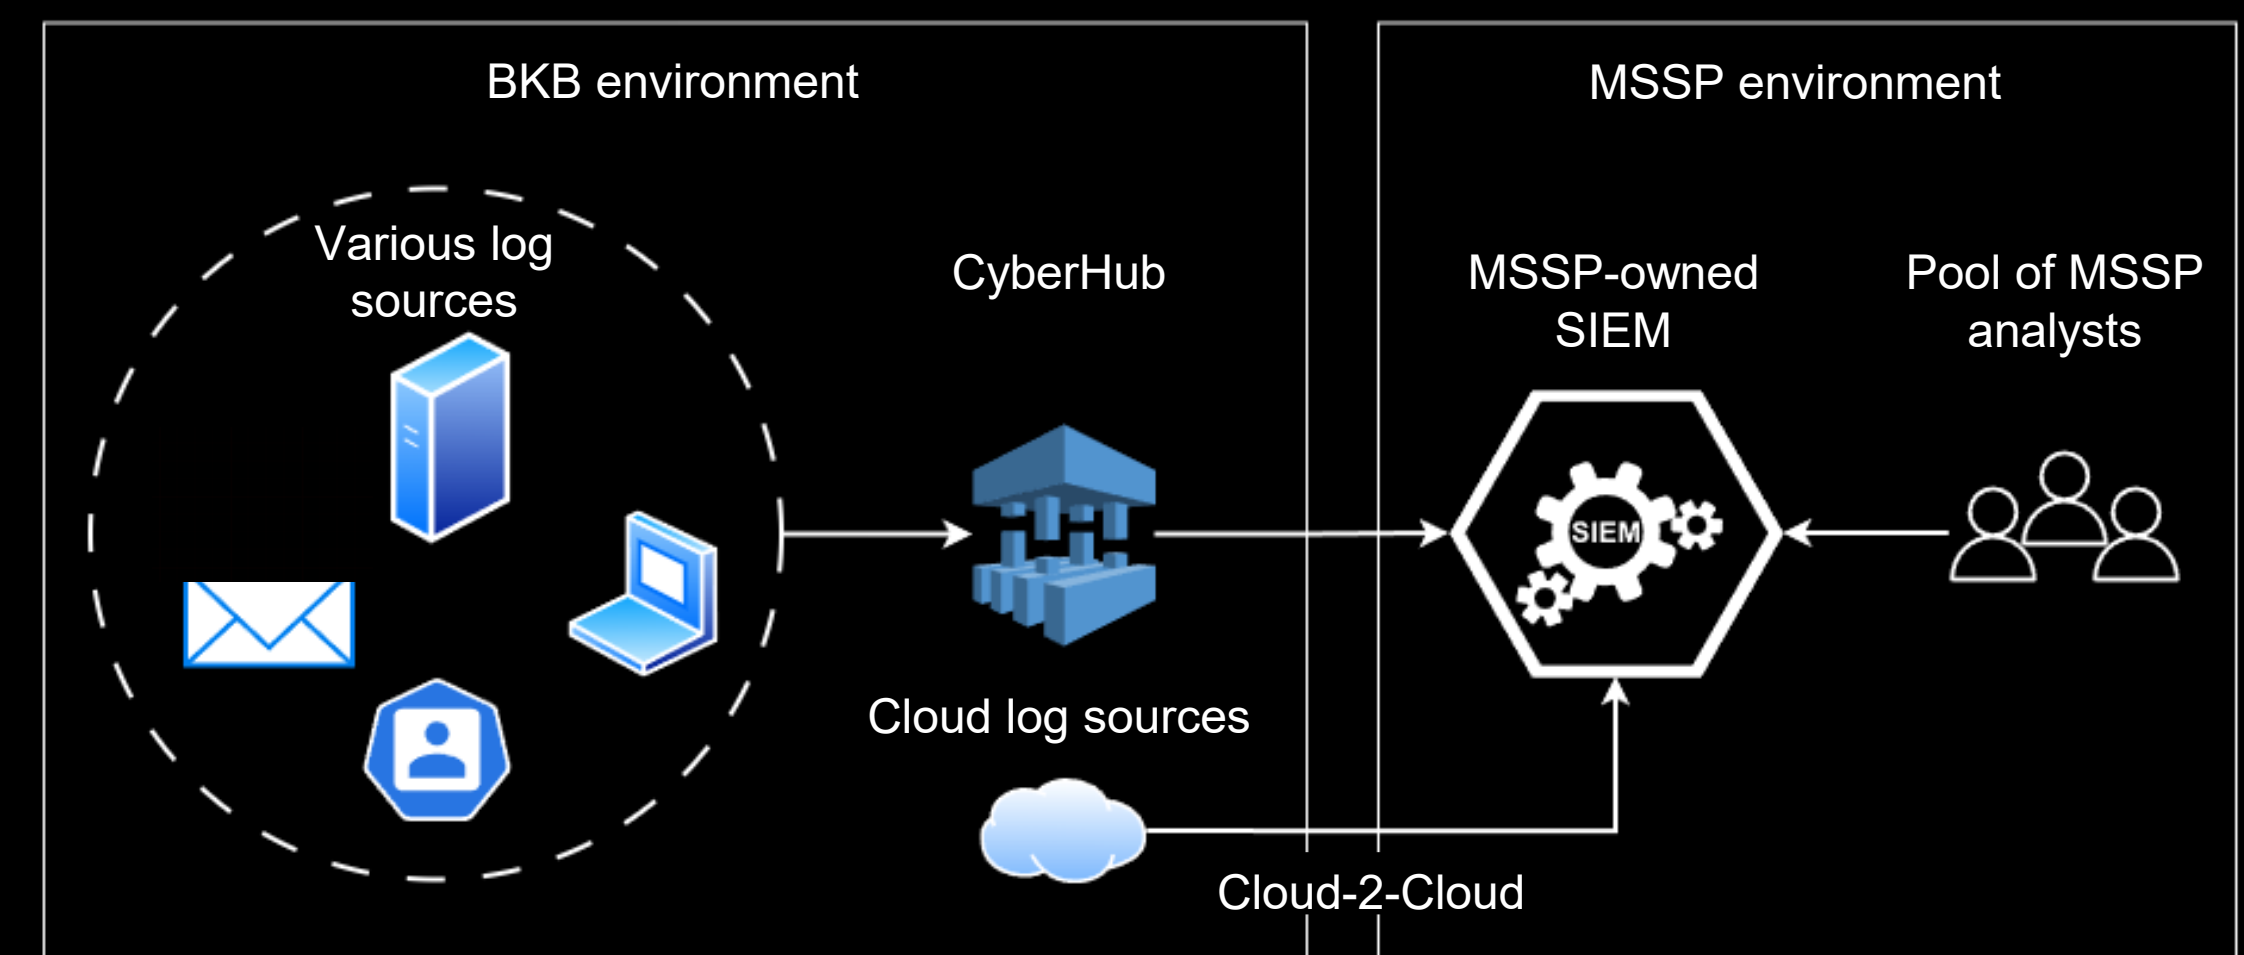 BKB environment
MSSP environment
Various log
sources
CyberHub
MSSP-owned
SIEM
Pool of MSSP
analysts
SIEM
Cloud log sources
Cloud-2-Cloud